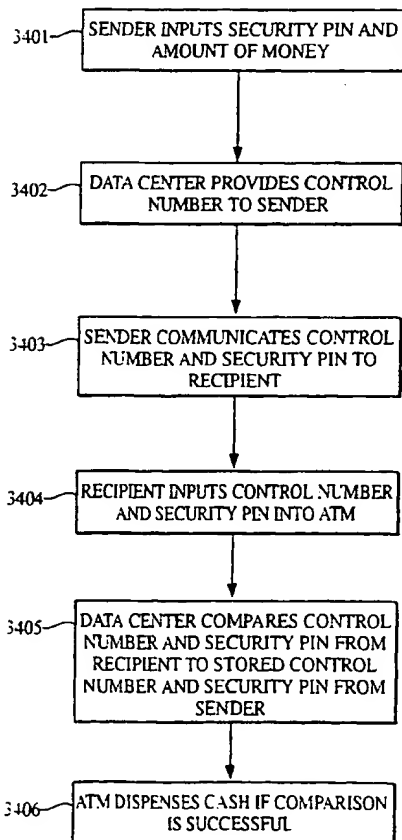 3401
SENDER INPUTS SECURITY PIN AND
AMOUNT OF MONEY
3402
DATA CENTER PROVIDES CONTROL
NUMBER TO SENDER
3403
SENDER COMMUNICATES CONTROL
NUMBER AND SECURITY PIN TO
RECIPIENT
3404
RECIPIENT INPUTS CONTROL NUMBER
AND SECURITY PIN INTO ATM
3405
DATA CENTER COMPARES CONTROL
NUMBER AND SECURITY PIN FROM
RECIPIENT TO STORED CONTROL
NUMBER AND SECURITY PIN FROM
SENDER
3406
ATM DISPENSES CASH IF COMPARISON
IS SUCCESSFUL